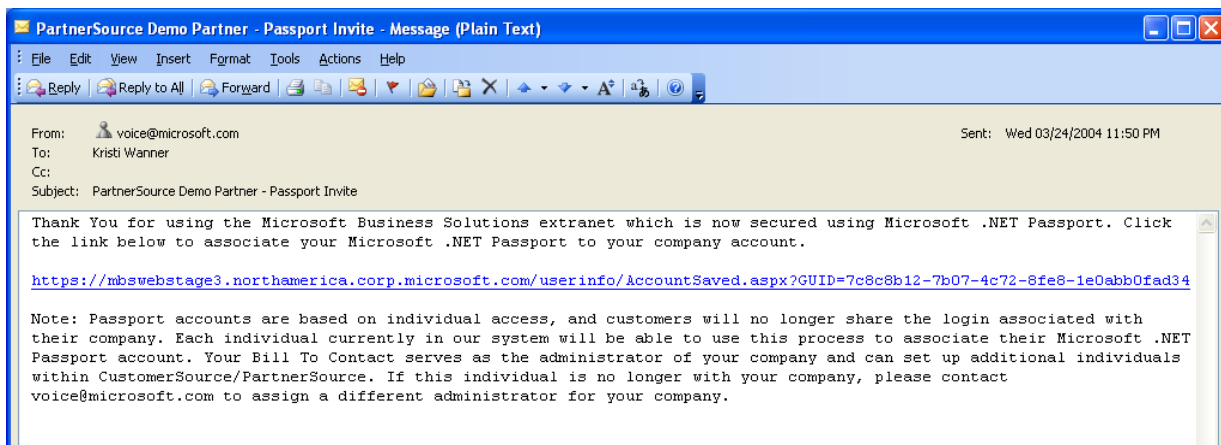 PartnerSource Demo Partner - Passport Invite - Message (Plain Text)
File Edit View Insert Format Tools Actions Help
Reply Reply to All Forward
From: voice@microsoft.com Sent: Wed 03/24/2004 11:50 PM
To: Kristi Wanner
Cc:
Subject: PartnerSource Demo Partner - Passport Invite
Thank You for using the Microsoft Business Solutions extranet which is now secured using Microsoft .NET Passport. Click
the link below to associate your Microsoft .NET Passport to your company account.
https://mbswebstage3.northamerica.corp.microsoft.com/userinfo/AccountSaved.aspx?GUID=7c8c8b12-7b07-4c72-8fe8-1e0abb0fad34
Note: Passport accounts are based on individual access, and customers will no longer share the login associated with
their company. Each individual currently in our system will be able to use this process to associate their Microsoft .NET
Passport account. Your Bill To Contact serves as the administrator of your company and can set up additional individuals
within CustomerSource/PartnerSource. If this individual is no longer with your company, please contact
voice@microsoft.com to assign a different administrator for your company.